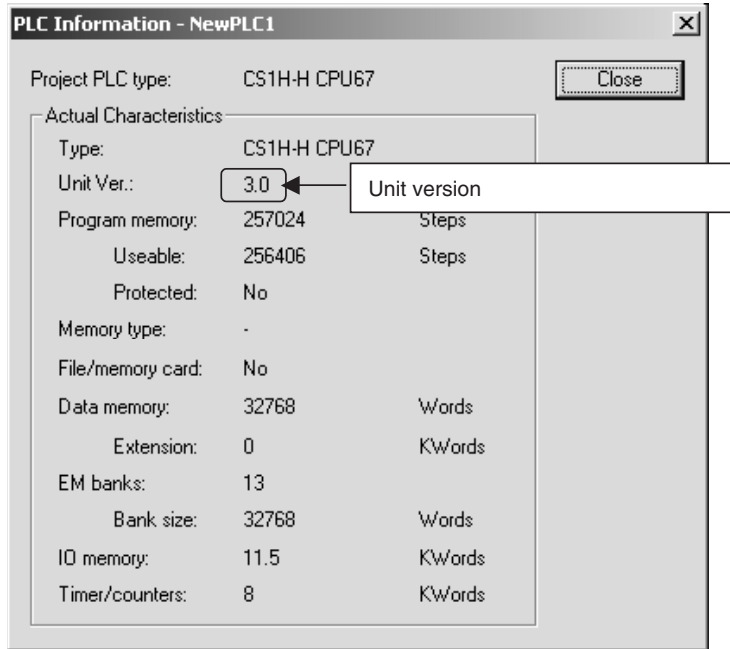 PLC Information - NewPLC1
Project PLC type: CS1H-H CPU67 Close
Actual Characteristics
Type: CS1H-H CPU67
Unit Ver.: 3.0 Unit version
Program memory: 257024 Steps
Useable: 256406 Steps
Protected: No
Memory type: -
File/memory card: No
Data memory: 32768 Words
Extension: 0 KWords
EM banks: 13
Bank size: 32768 Words
IO memory: 11.5 KWords
Timer/counters: 8 KWords